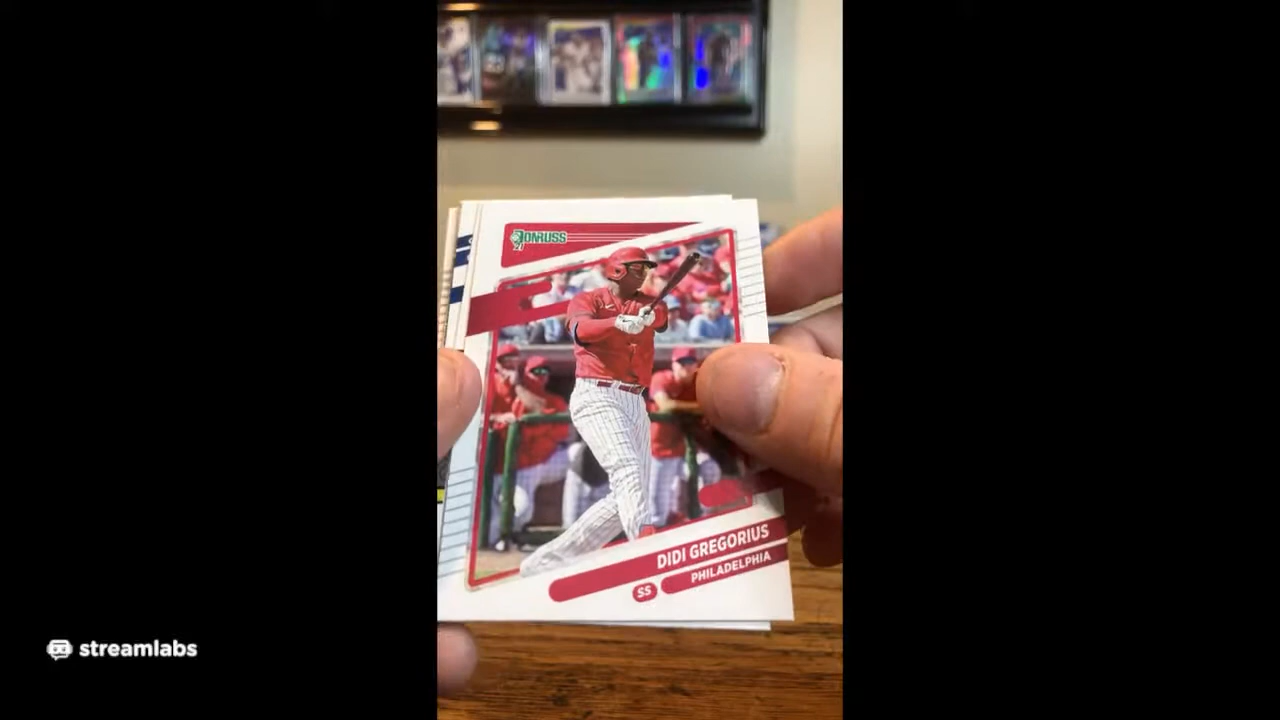 DONRUSS
DIDI GREGORIUS
PHILADELPHIA
SS
streamlabs